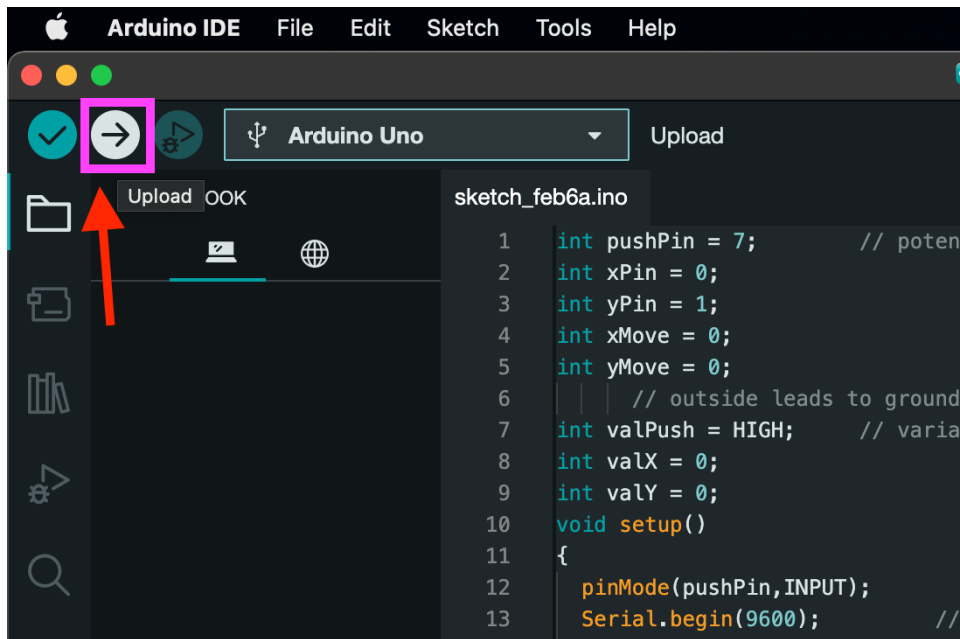 Arduino IDE File Edit Sketch Tools Help
Arduino Uno Upload
Upload OOK sketch_feb6a.ino
1 int pushPin = 7; // poten
2 int xPin = 0;
3 int yPin = 1;
4 int xMove = 0;
5 int yMove = 0;
6 // outside leads to ground
7 int valPush = HIGH; // varia
8 int valX = 0;
9 int valY = 0;
10 void setup()
11 {
12 pinMode(pushPin,INPUT);
13 Serial.begin(9600); //